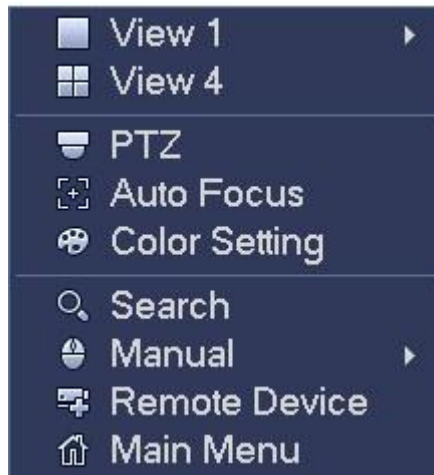 View 1
View 4
PTZ
Auto Focus
Color Setting
Search
Manual
Remote Device
Main Menu